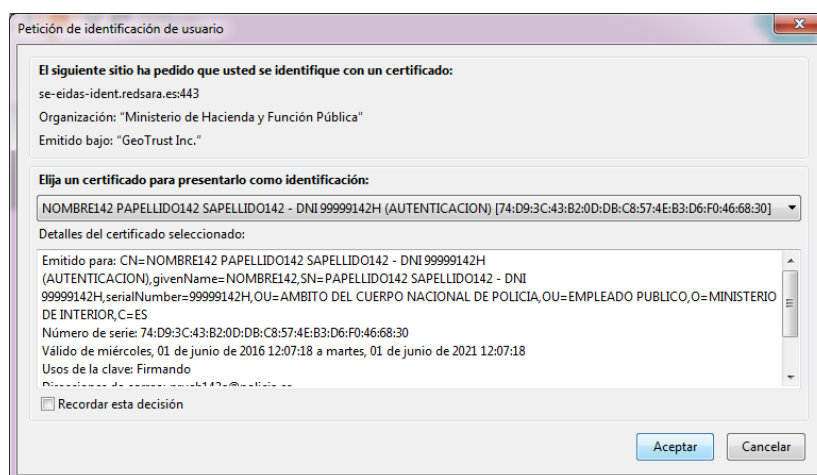 Petición de identificación de usuario
El siguiente sitio ha pedido que usted se identifique con un certificado:
se-eidas-ident.redsara.es:443
Organización: "Ministerio de Hacienda y Función Pública"
Emitido bajo: "GeoTrust Inc."
Elija un certificado para presentarlo como identificación:
NOMBRE142 PAPELLIDO142 SAPELLIDO142 - DNI 99999142H (AUTENTICACION) [74:D9:3C:43:B2:0D:DB:C8:57:4E:B3:D6:F0:46:68:30]
Detalles del certificado seleccionado:
Emitido para: CN=NOMBRE142 PAPELLIDO142 SAPELLIDO142 - DNI 99999142H
(AUTENTICACION),givenName=NOMBRE142,SN=PAPELLIDO142 SAPELLIDO142 - DNI
99999142H,serialNumber=99999142H,OU=AMBITO DEL CUERPO NACIONAL DE POLICIA,OU=EMPLEADO PUBLICO,O=MINISTERIO
DE INTERIOR,C=ES
Número de serie: 74:D9:3C:43:B2:0D:DB:C8:57:4E:B3:D6:F0:46:68:30
Válido de miércoles, 01 de junio de 2016 12:07:18 a martes, 01 de junio de 2021 12:07:18
Usos de la clave: Firmando
Recordar esta decisión
Aceptar
Cancelar